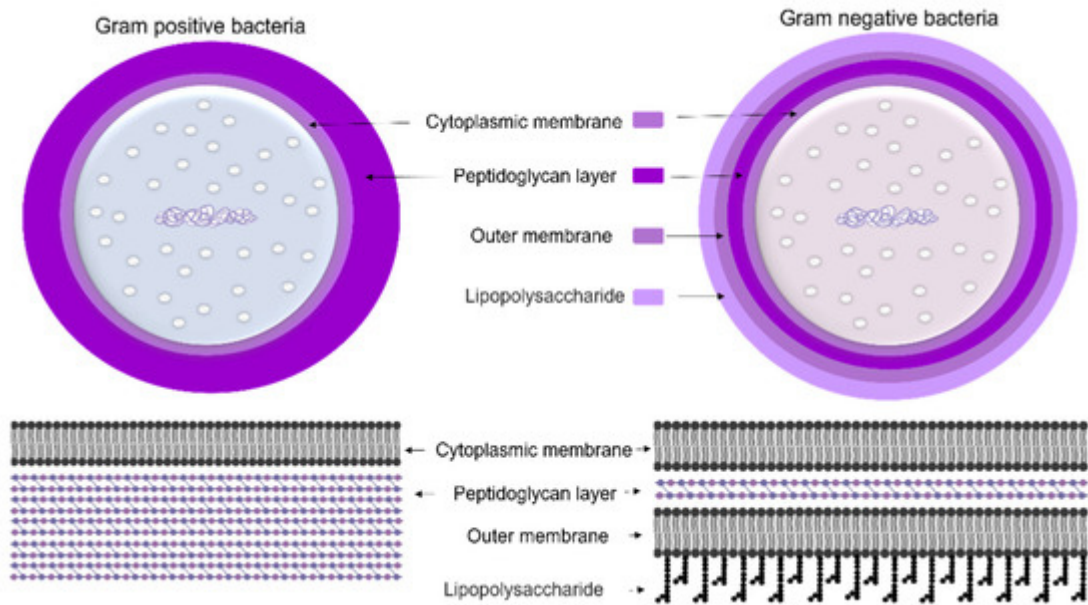 Gram positive bacteria
Gram negative bacteria
Cytoplasmic membrane
Peptidoglycan layer
Outer membrane
Lipopolysaccharide
Cytoplasmic membrane
Peptidoglycan layer
Outer membrane
Lipopolysaccharide